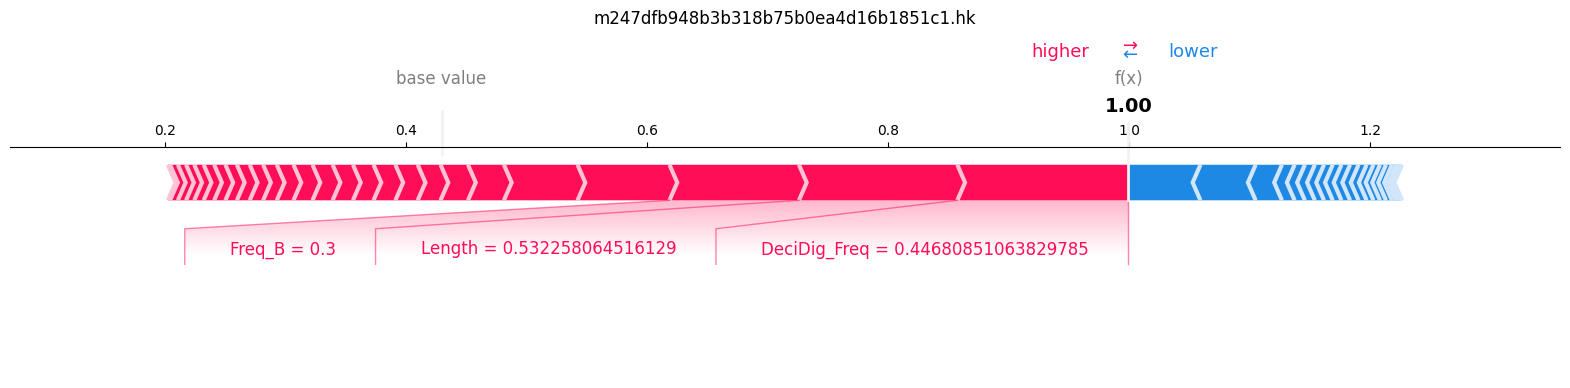 m247dfb948b3b318b75b0ea4d16b1851c1.hk
higher ⇄ lower
base value f(x)
1.00
0.2 0.4 0.6 0.8 1.0 1.2
Freq_B = 0.3 Length = 0.532258064516129 DeciDig_Freq = 0.44680851063829785